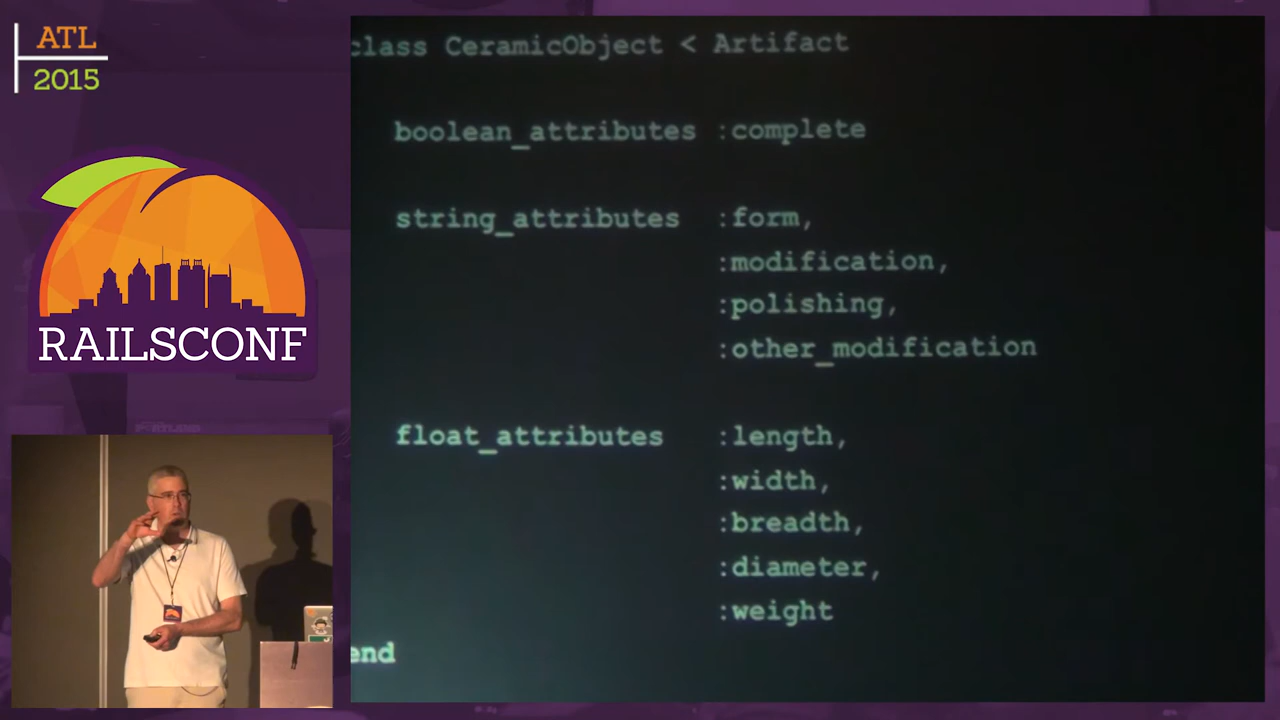 ATL
2015
RAILSCONF
class CeramicObject < Artifact
boolean_attributes :complete
string_attributes :form,
:modification,
:polishing,
:other_modification
float_attributes :length,
:width,
:breadth,
:diameter,
:weight
end